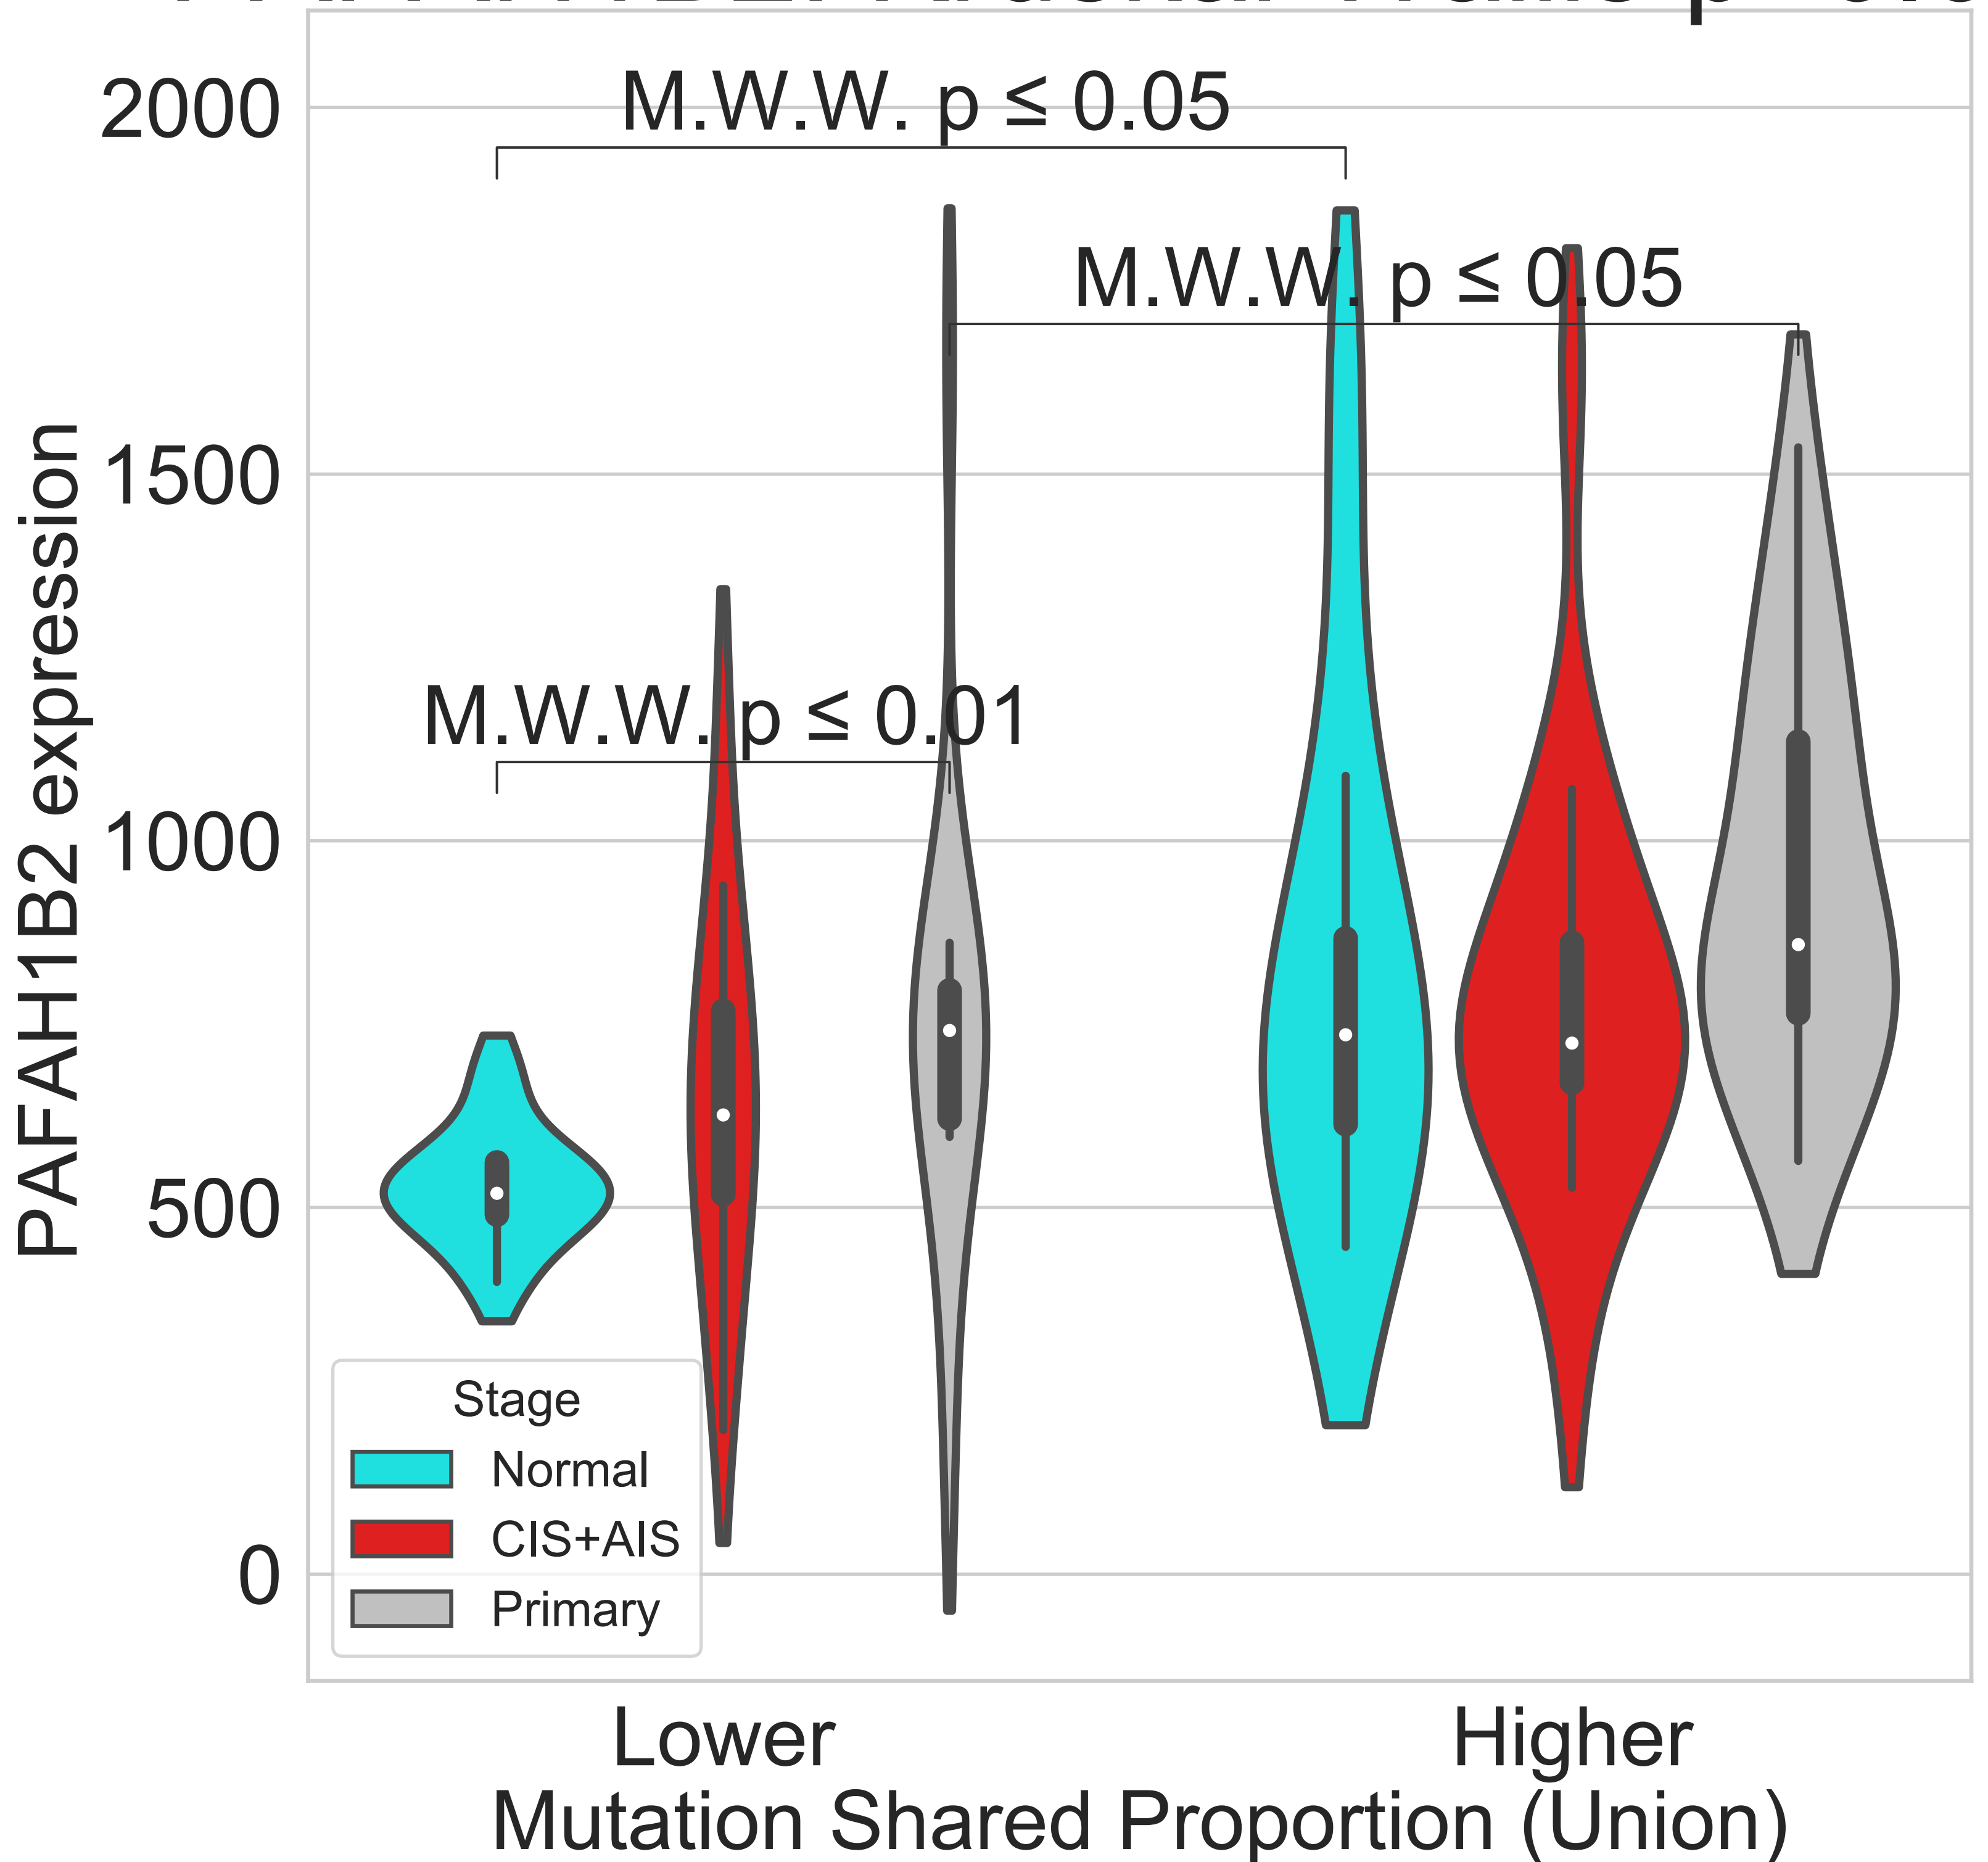 2000
M.W.W. p ≤ 0.05
M.W.W. p ≤ 0.05
1500
M.W.W. p ≤ 0.01
1000
500
0
PAFAH1B2 expression
Stage
Normal
CIS+AIS
Primary
Lower
Higher
Mutation Shared Proportion (Union)